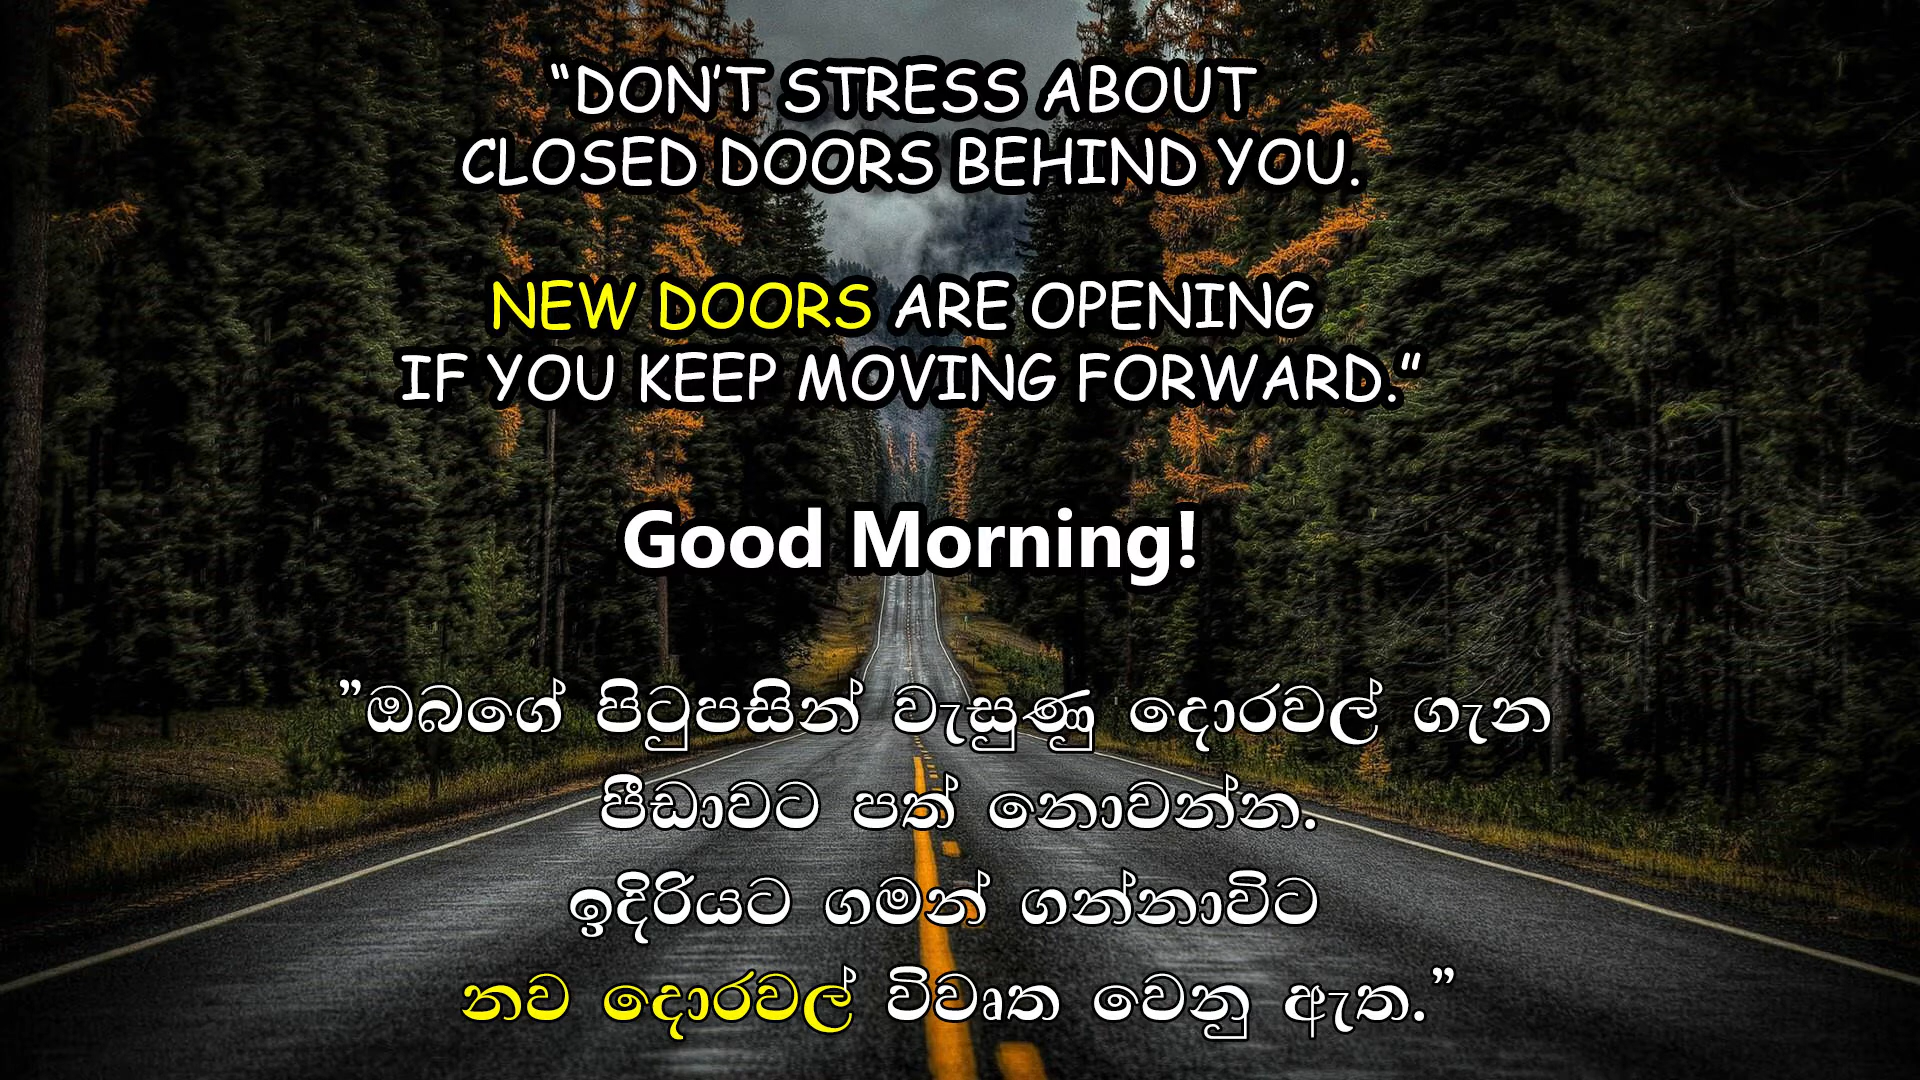 “DON’T STRESS ABOUT
CLOSED DOORS BEHIND YOU.
NEW DOORS ARE OPENING
IF YOU KEEP MOVING FORWARD.”
Good Morning!
”ඔබගේ පිටුපසින් වැසුණු දොරවල් ගැන
පීඩාවට පත් නොවන්න.
ඉදිරියට ගමන් ගන්නාවිට
නව දොරවල් විවෘත වෙනු ඇත.”